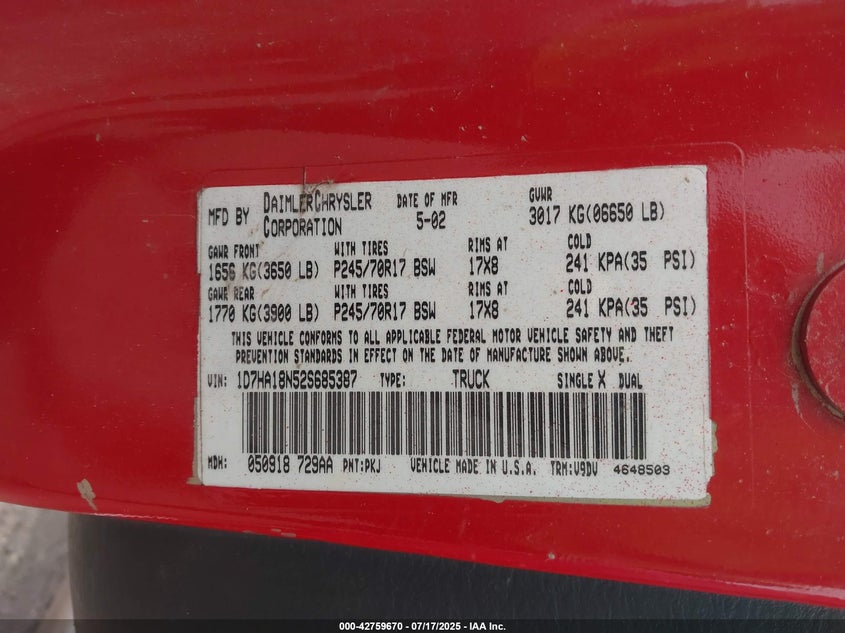 MFD BY DAIMLERCHRYSLER CORPORATION DATE OF MFR 5-02 GVWR 3017 KG(06650 LB)
GAWR FRONT WITH TIRES RIMS AT COLD
1656 KG(3650 LB) P245/70R17 BSW 17X8 241 KPA(35 PSI)
GAWR REAR WITH TIRES RIMS AT COLD
1770 KG(3900 LB) P245/70R17 BSW 17X8 241 KPA(35 PSI)
THIS VEHICLE CONFORMS TO ALL APPLICABLE FEDERAL MOTOR VEHICLE SAFETY AND THEFT
PREVENTION STANDARDS IN EFFECT ON THE DATE OF MANUFACTURE SHOWN ABOVE.
VIN: 1D7HA18N52S685387 TYPE: TRUCK SINGLE X DUAL
MDH: 050918 729AA PNT:PKJ VEHICLE MADE IN U.S.A. TRM:V9DV 4648503
000-42759670 - 07/17/2025 - IAA Inc.